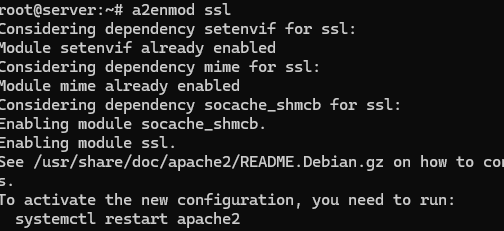 root@server:~# a2enmod ssl
Considering dependency setenvif for ssl:
Module setenvif already enabled
Considering dependency mime for ssl:
Module mime already enabled
Considering dependency socache_shmcb for ssl:
Enabling module socache_shmcb.
Enabling module ssl.
See /usr/share/doc/apache2/README.Debian.gz on how to con
s.
To activate the new configuration, you need to run:
  systemctl restart apache2